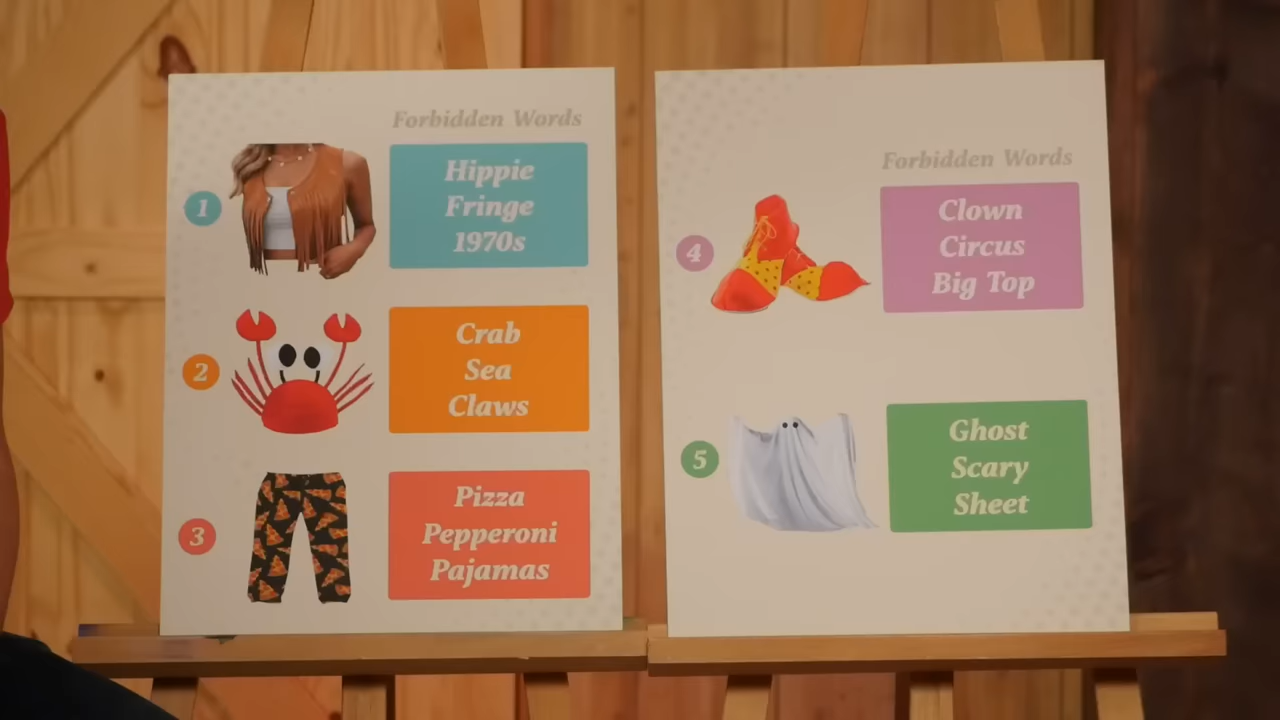 Forbidden Words
1
Hippie
Fringe
1970s
2
Crab
Sea
Claws
3
Pizza
Pepperoni
Pajamas
Forbidden Words
4
Clown
Circus
Big Top
5
Ghost
Scary
Sheet